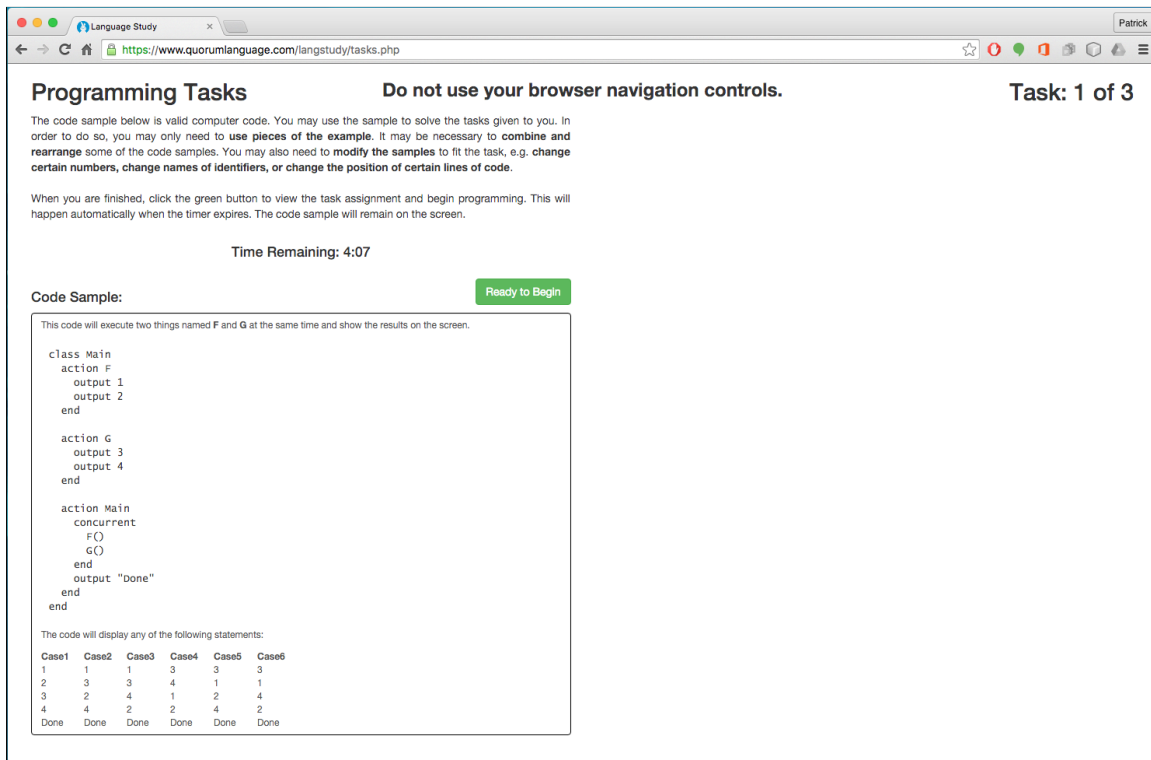 Language Study
Patrick
https://www.quorumlanguage.com/langstudy/tasks.php
Programming Tasks
Do not use your browser navigation controls.
Task: 1 of 3
The code sample below is valid computer code. You may use the sample to solve the tasks given to you. In
order to do so, you may only need to use pieces of the example. It may be necessary to combine and
rearrange some of the code samples. You may also need to modify the samples to fit the task, e.g. change
certain numbers, change names of identifiers, or change the position of certain lines of code.
When you are finished, click the green button to view the task assignment and begin programming. This will
happen automatically when the timer expires. The code sample will remain on the screen.
Time Remaining: 4:07
Code Sample:
Ready to Begin
This code will execute two things named F and G at the same time and show the results on the screen.
class Main
action F
output 1
output 2
end
action G
output 3
output 4
end
action Main
concurrent
F()
G()
end
output "Done"
end
end
The code will display any of the following statements:
Case1 Case2 Case3 Case4 Case5 Case6
1 1 1 3 3 3
2 3 3 4 1 1
3 2 4 1 2 4
4 4 2 2 4 2
Done Done Done Done Done Done